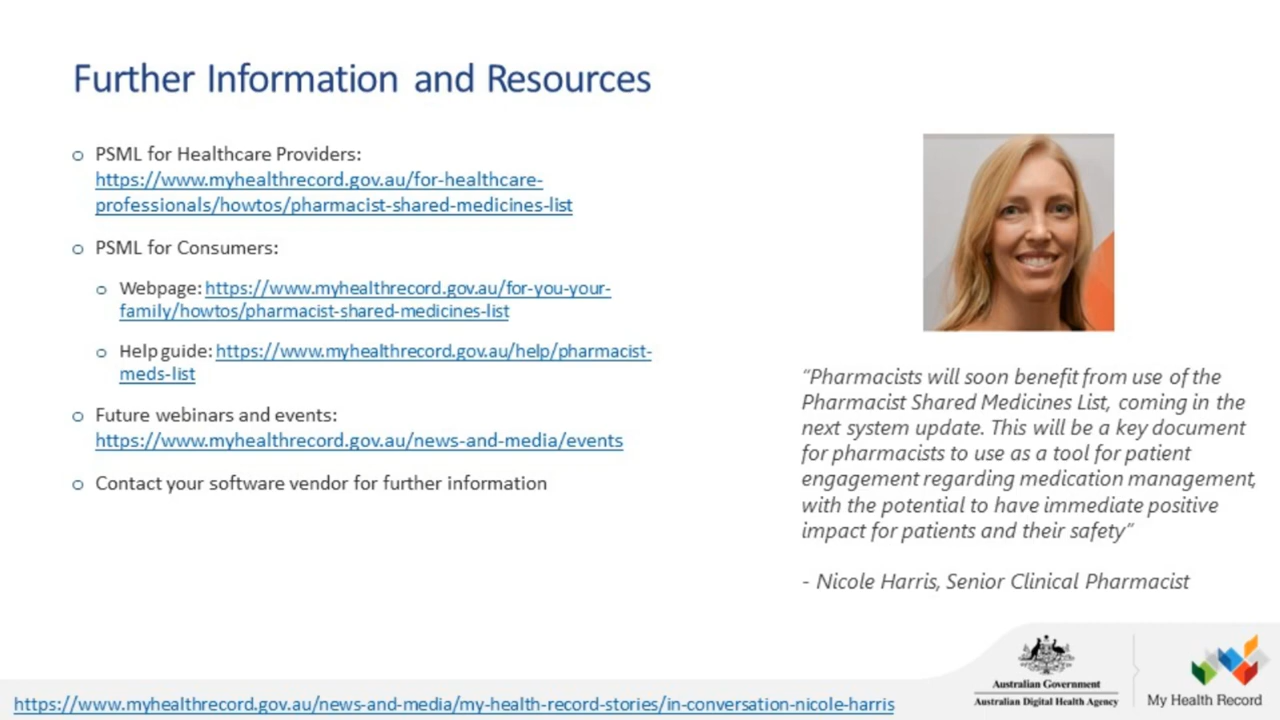 Further Information and Resources
o PSML for Healthcare Providers:
https://www.myhealthrecord.gov.au/for-healthcare-
professionals/howtos/pharmacist-shared-medicines-list
o PSML for Consumers:
o Webpage: https://www.myhealthrecord.gov.au/for-you-your-
family/howtos/pharmacist-shared-medicines-list
o Help guide: https://www.myhealthrecord.gov.au/help/pharmacist-
meds-list
o Future webinars and events:
https://www.myhealthrecord.gov.au/news-and-media/events
o Contact your software vendor for further information
“Pharmacists will soon benefit from use of the
Pharmacist Shared Medicines List, coming in the
next system update. This will be a key document
for pharmacists to use as a tool for patient
engagement regarding medication management,
with the potential to have immediate positive
impact for patients and their safety”
- Nicole Harris, Senior Clinical Pharmacist
https://www.myhealthrecord.gov.au/news-and-media/my-health-record-stories/in-conversation-nicole-harris
Australian Government
Australian Digital Health Agency
My Health Record